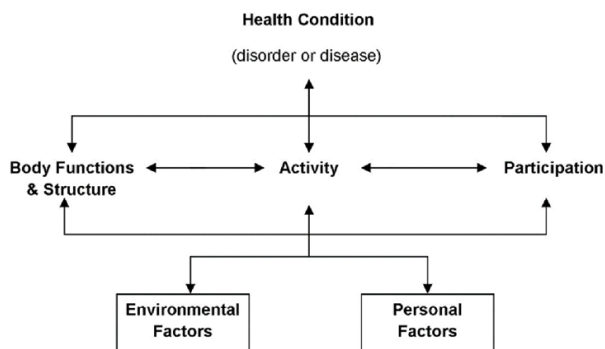 Health Condition
(disorder or disease)
Body Functions
& Structure
Activity
Participation
Environmental
Factors
Personal
Factors